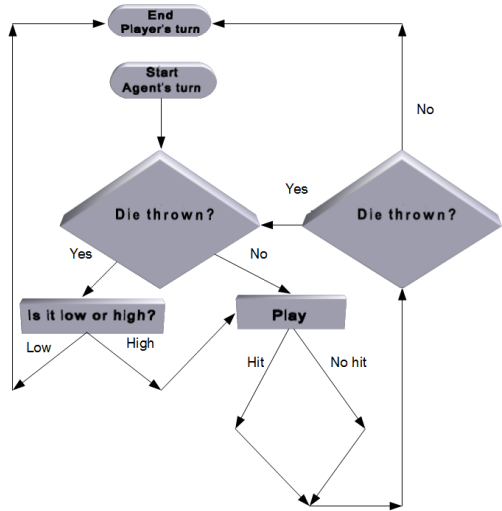 End
Player's turn
Start
Agent's turn
No
Yes
Die thrown?
Die thrown?
Yes
No
Is it low or high?
Play
Low
High
Hit
No hit